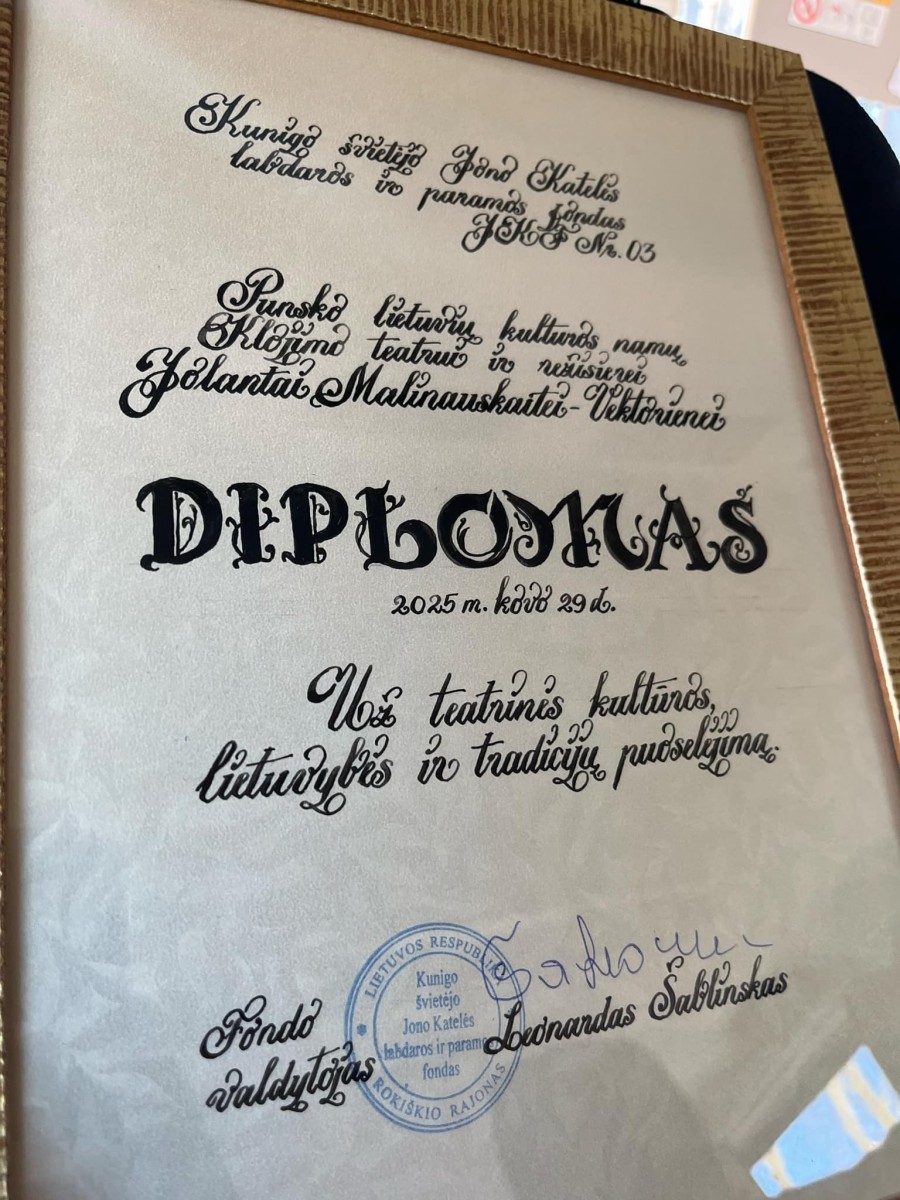 Kunigo švietėjo Jono Katelės
labdaros ir paramos fondas
JKF Nr. 03
Punsko lietuvių kultūros namų
Klojimo teatrui ir režisierei
Jolantai Malinauskaitei-Vektorienei
DIPLOMAS
2025 m. kovo 29 d.
Už teatrinės kultūros,
lietuvybės ir tradicijų puoselėjimą.
Fondo
valdytojas
LIETUVOS RESPUBLIKA
Kunigo
švietėjo
Jono Katelės
labdaros ir paramos
fondas
ROKIŠKIO RAJONAS
Leonardas Šablinskas